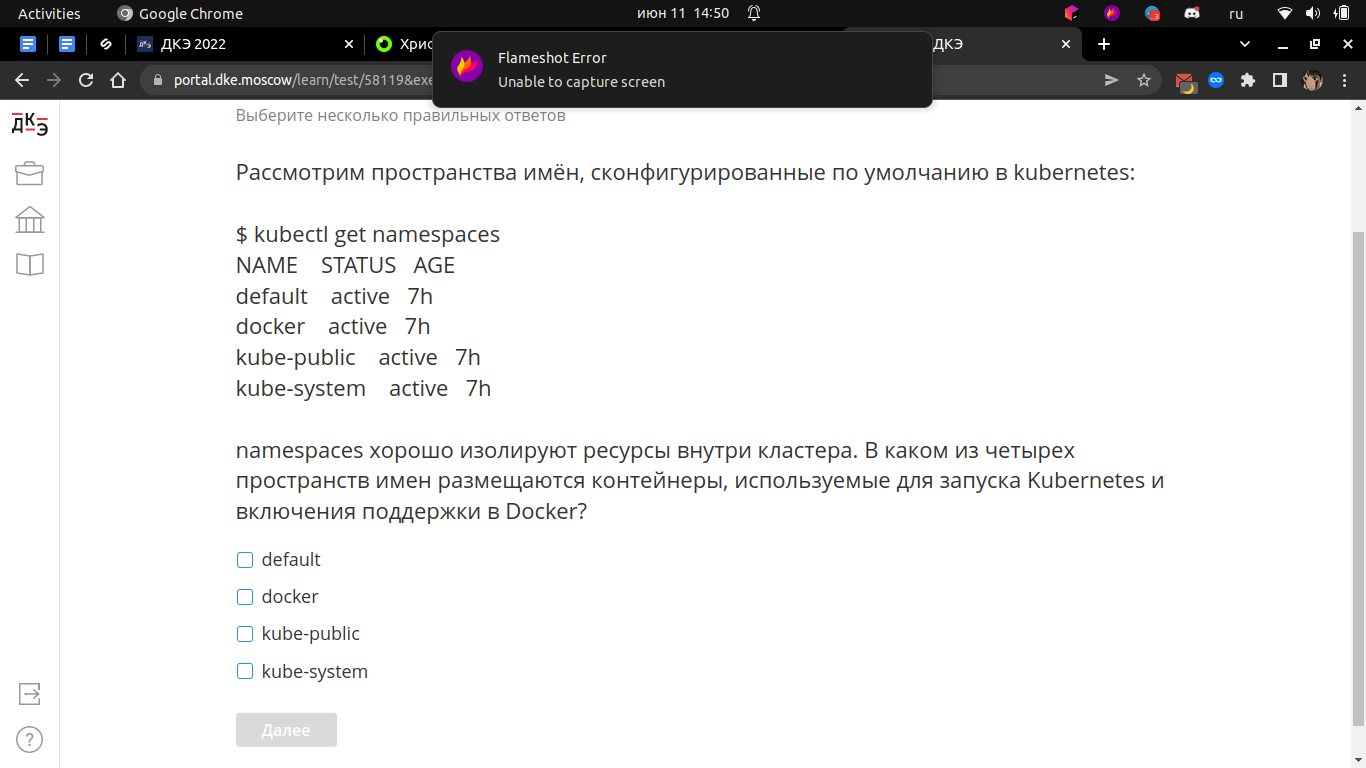 Activities
Google Chrome
июн 11 14:50
ru
ДКЭ 2022
Хрис
ДКЭ
Flameshot Error
Unable to capture screen
portal.dke.moscow/learn/test/58119&exe
ДКЭ
Выберите несколько правильных ответов
Рассмотрим пространства имён, сконфигурированные по умолчанию в kubernetes:
$ kubectl get namespaces
NAME STATUS AGE
default active 7h
docker active 7h
kube-public active 7h
kube-system active 7h
namespaces хорошо изолируют ресурсы внутри кластера. В каком из четырех
пространств имен размещаются контейнеры, используемые для запуска Kubernetes и
включения поддержки в Docker?
default
docker
kube-public
kube-system
Далее